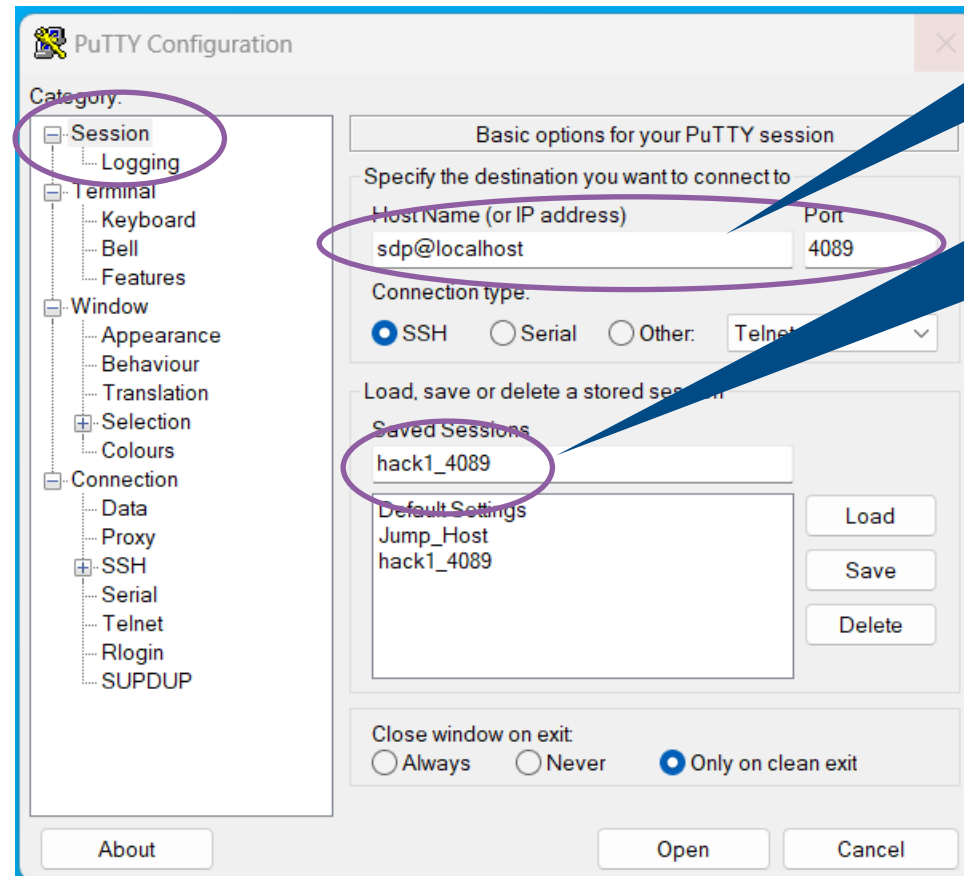 PuTTY Configuration
Category:
Session
Logging
Terminal
Keyboard
Bell
Features
Window
Appearance
Behaviour
Translation
Selection
Colours
Connection
Data
Proxy
SSH
Serial
Telnet
Rlogin
SUPDUP
Basic options for your PuTTY session
Specify the destination you want to connect to
Host Name (or IP address) Port
sdp@localhost 4089
Connection type:
SSH Serial Other: Telnet
Load, save or delete a stored session
Saved Sessions
hack1_4089
Default Settings
Jump_Host
hack1_4089
Load
Save
Delete
Close window on exit:
Always Never Only on clean exit
About Open Cancel